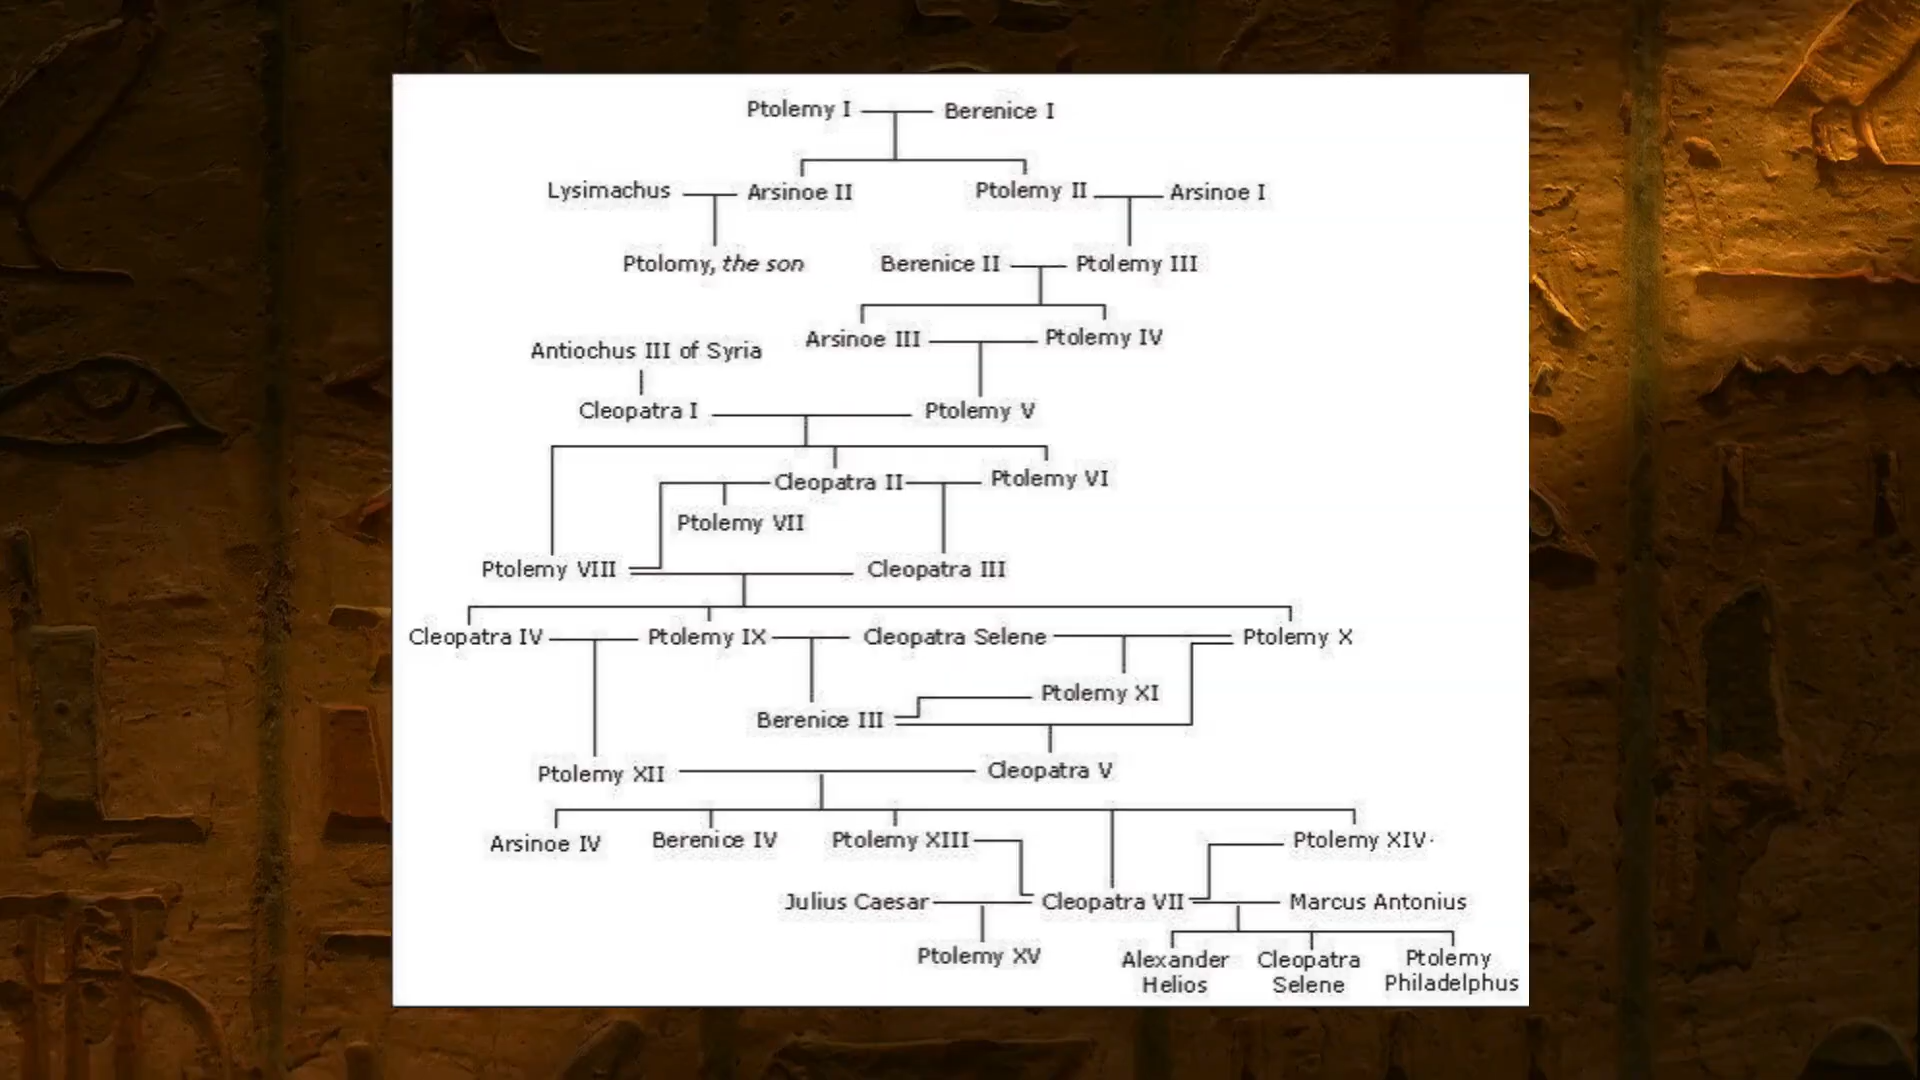 Ptolemy I Berenice I
Lysimachus Arsinoe II Ptolemy II Arsinoe I
Ptolomy, the son Berenice II Ptolemy III
Arsinoe III Ptolemy IV
Antiochus III of Syria
Cleopatra I Ptolemy V
Cleopatra II Ptolemy VI
Ptolemy VII
Ptolemy VIII Cleopatra III
Cleopatra IV Ptolemy IX Cleopatra Selene Ptolemy X
Ptolemy XI
Berenice III
Ptolemy XII Cleopatra V
Arsinoe IV Berenice IV Ptolemy XIII Ptolemy XIV
Julius Caesar Cleopatra VII Marcus Antonius
Ptolemy XV
Alexander Helios
Cleopatra Selene
Ptolemy Philadelphus